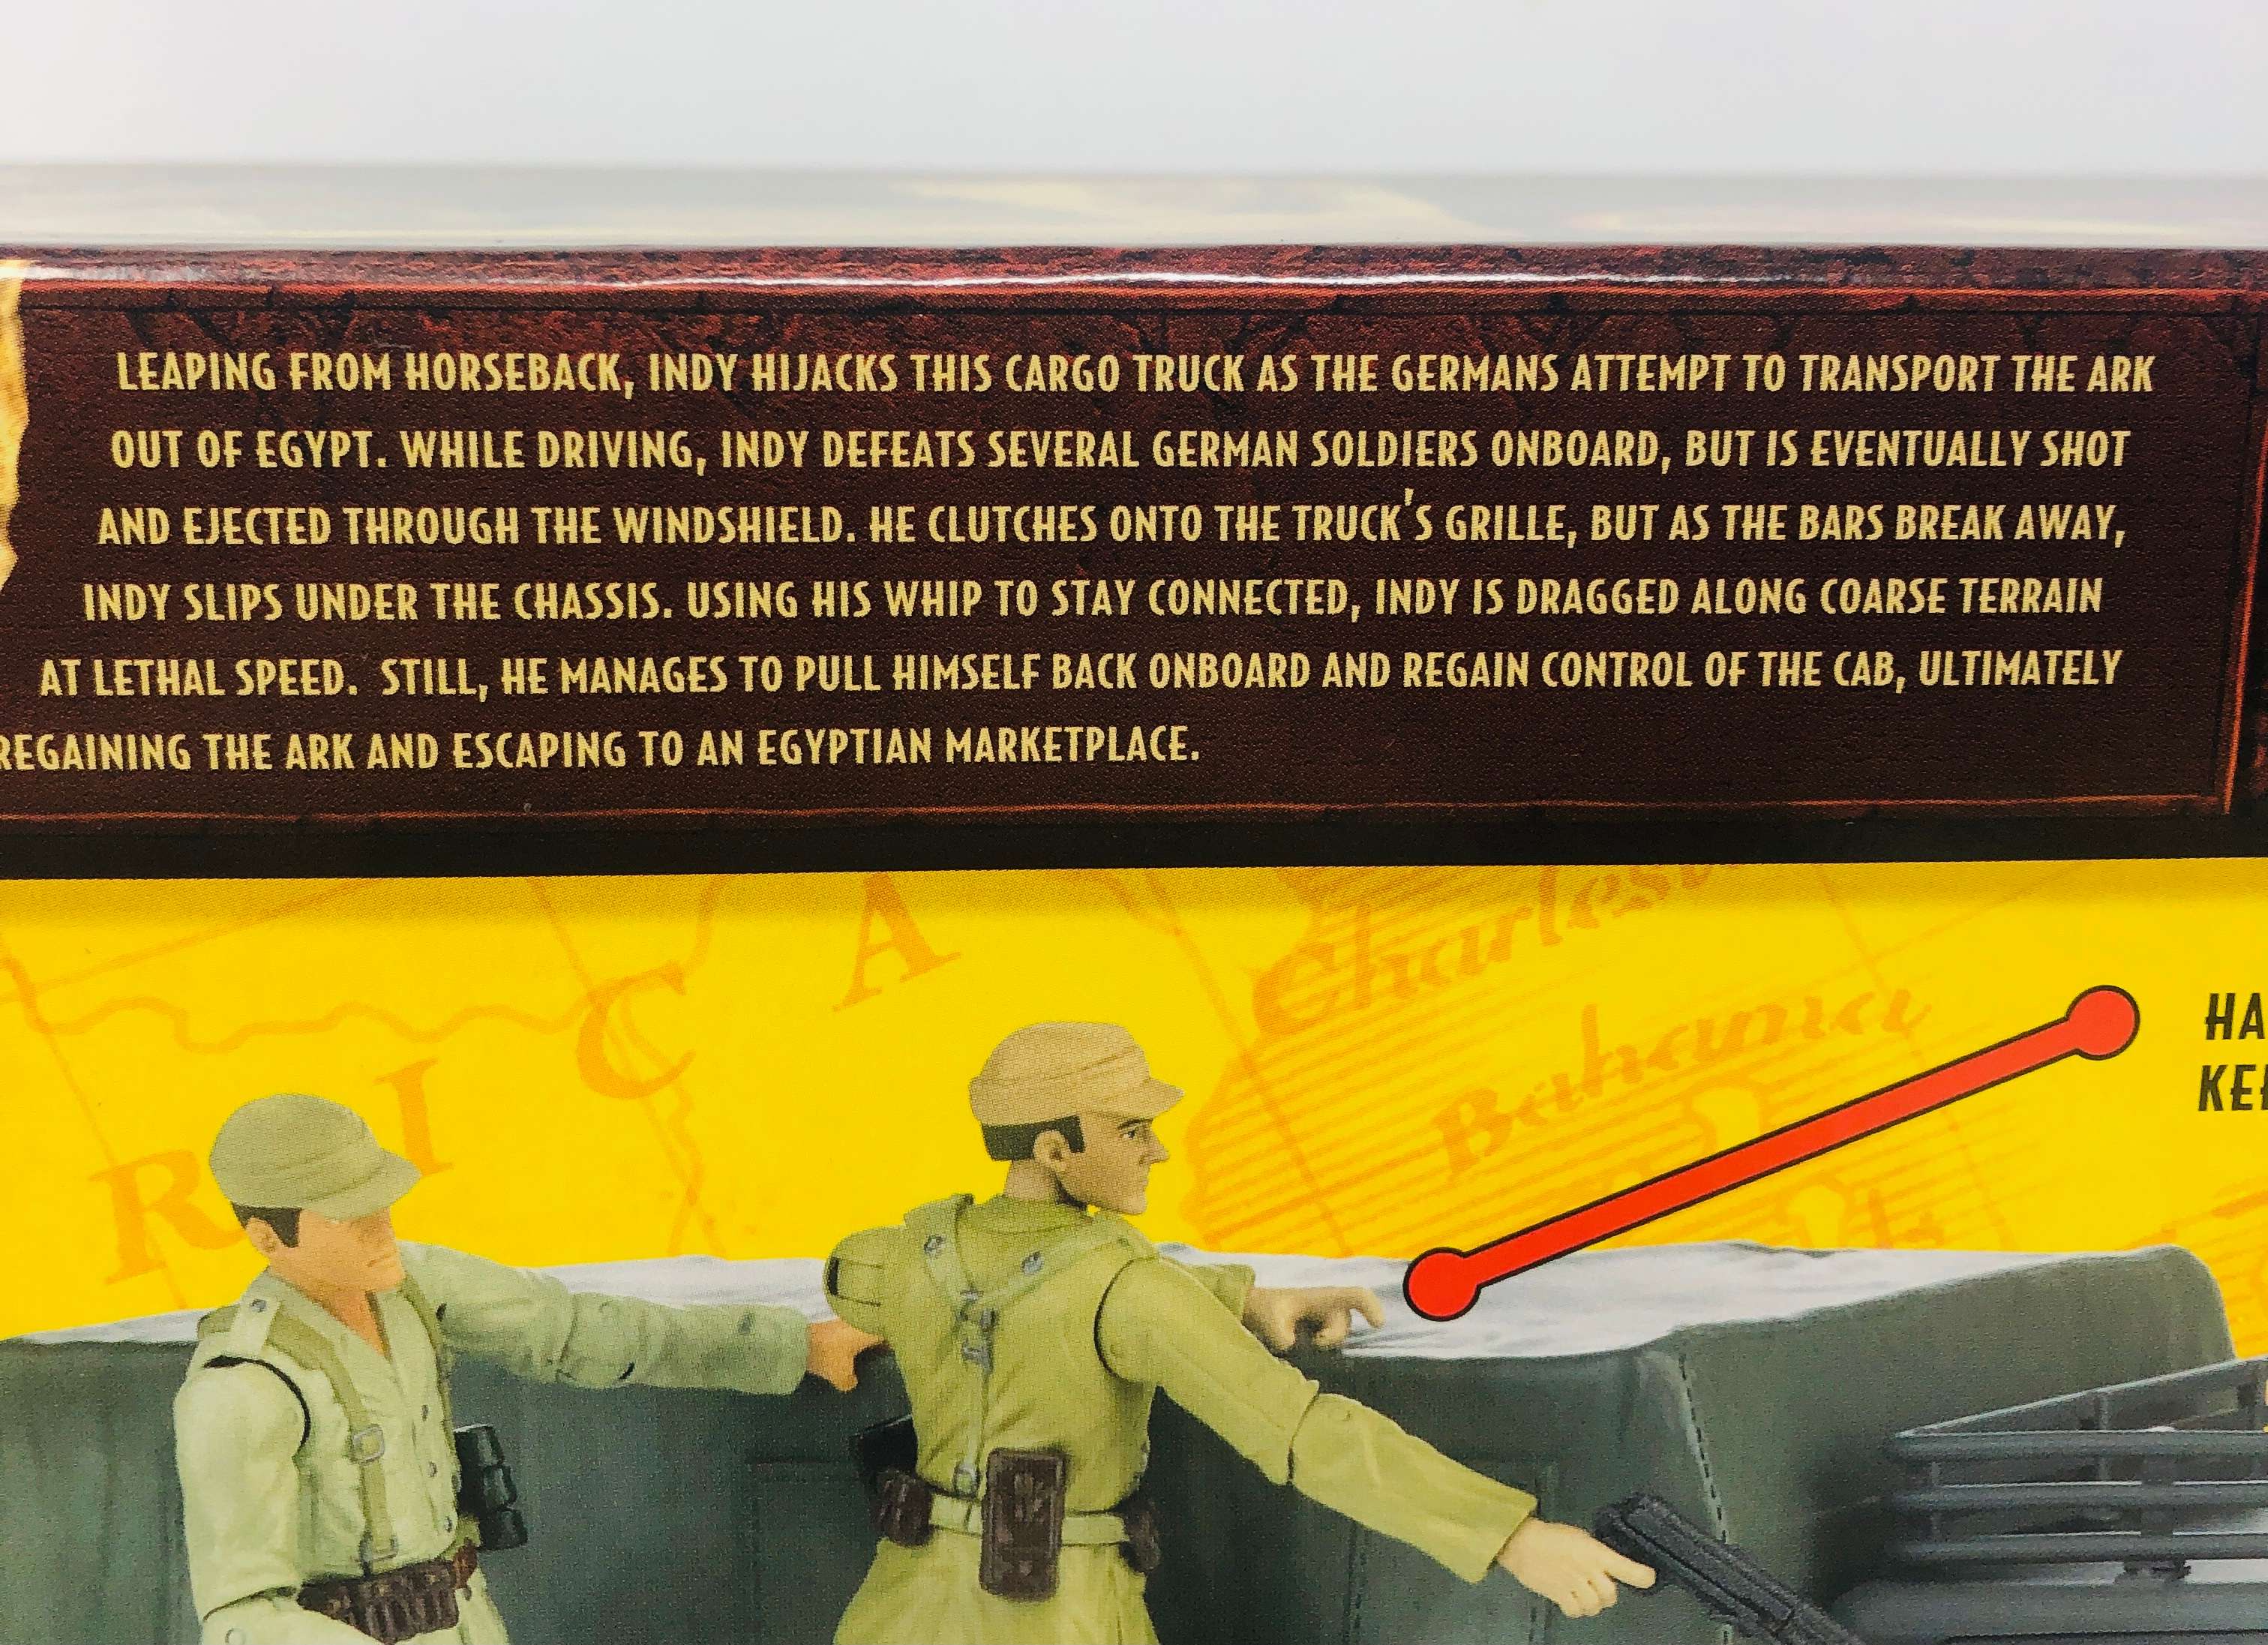 LEAPING FROM HORSEBACK, INDY HIJACKS THIS CARGO TRUCK AS THE GERMANS ATTEMPT TO TRANSPORT THE ARK
OUT OF EGYPT. WHILE DRIVING, INDY DEFEATS SEVERAL GERMAN SOLDIERS ONBOARD, BUT IS EVENTUALLY SHOT
AND EJECTED THROUGH THE WINDSHIELD. HE CLUTCHES ONTO THE TRUCK'S GRILLE, BUT AS THE BARS BREAK AWAY,
INDY SLIPS UNDER THE CHASSIS. USING HIS WHIP TO STAY CONNECTED, INDY IS DRAGGED ALONG COARSE TERRAIN
AT LETHAL SPEED. STILL, HE MANAGES TO PULL HIMSELF BACK ONBOARD AND REGAIN CONTROL OF THE CAB, ULTIMATELY
REGAINING THE ARK AND ESCAPING TO AN EGYPTIAN MARKETPLACE.
RICA
Bahama
HA